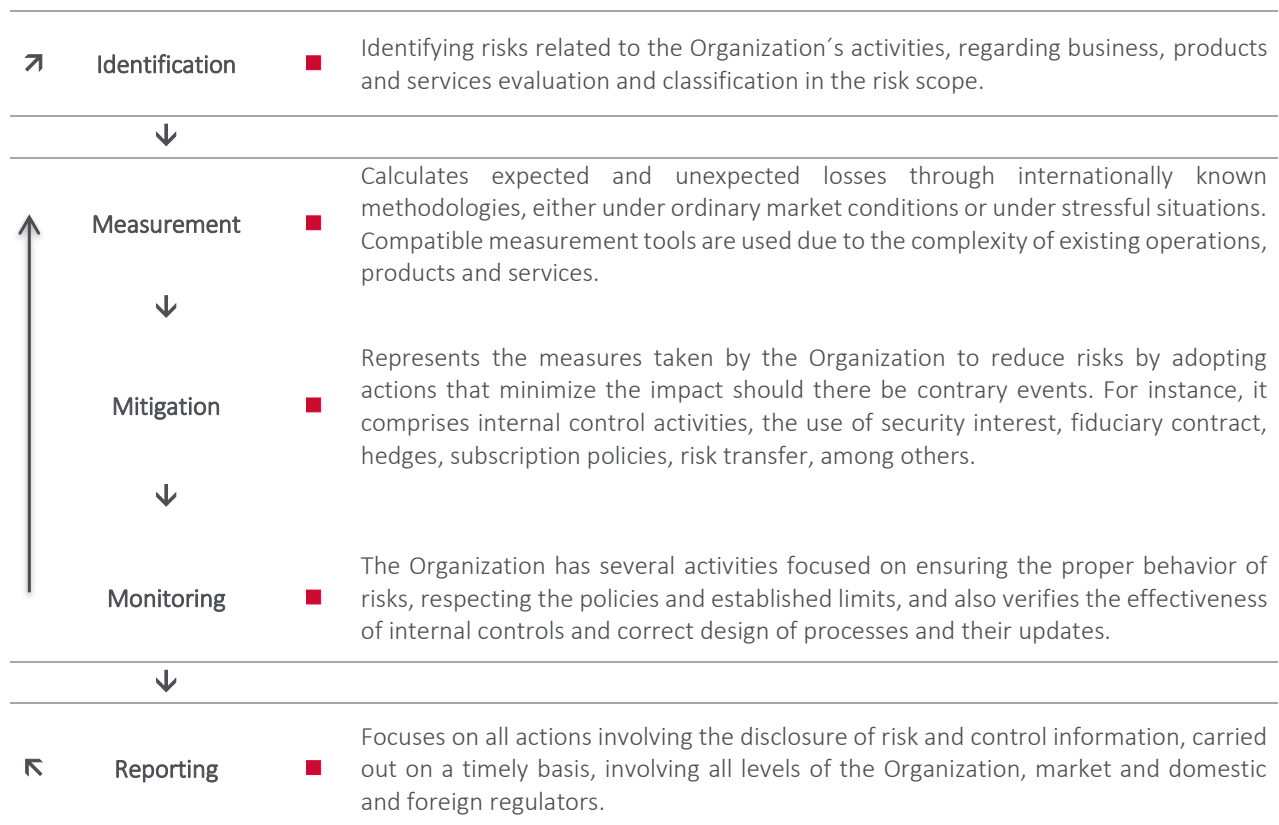 Identification
Identifying risks related to the Organization´s activities, regarding business, products
and services evaluation and classification in the risk scope.
Measurement
Calculates expected and unexpected losses through internationally known
methodologies, either under ordinary market conditions or under stressful situations.
Compatible measurement tools are used due to the complexity of existing operations,
products and services.
Mitigation
Represents the measures taken by the Organization to reduce risks by adopting
actions that minimize the impact should there be contrary events. For instance, it
comprises internal control activities, the use of security interest, fiduciary contract,
hedges, subscription policies, risk transfer, among others.
Monitoring
The Organization has several activities focused on ensuring the proper behavior of
risks, respecting the policies and established limits, and also verifies the effectiveness
of internal controls and correct design of processes and their updates.
Reporting
Focuses on all actions involving the disclosure of risk and control information, carried
out on a timely basis, involving all levels of the Organization, market and domestic
and foreign regulators.